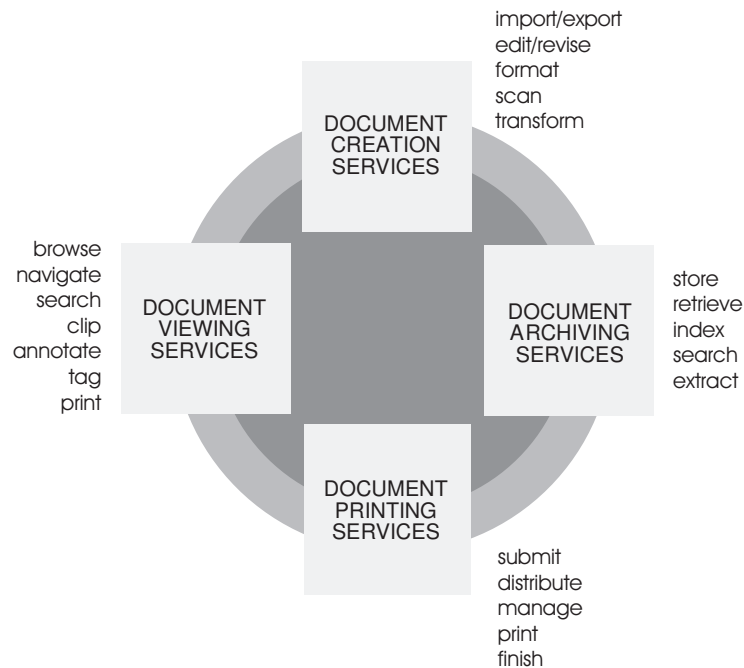 import/export
edit/revise
format
scan
transform
DOCUMENT
CREATION
SERVICES
browse
navigate
search
clip
annotate
tag
print
DOCUMENT
VIEWING
SERVICES
DOCUMENT
ARCHIVING
SERVICES
store
retrieve
index
search
extract
DOCUMENT
PRINTING
SERVICES
submit
distribute
manage
print
finish